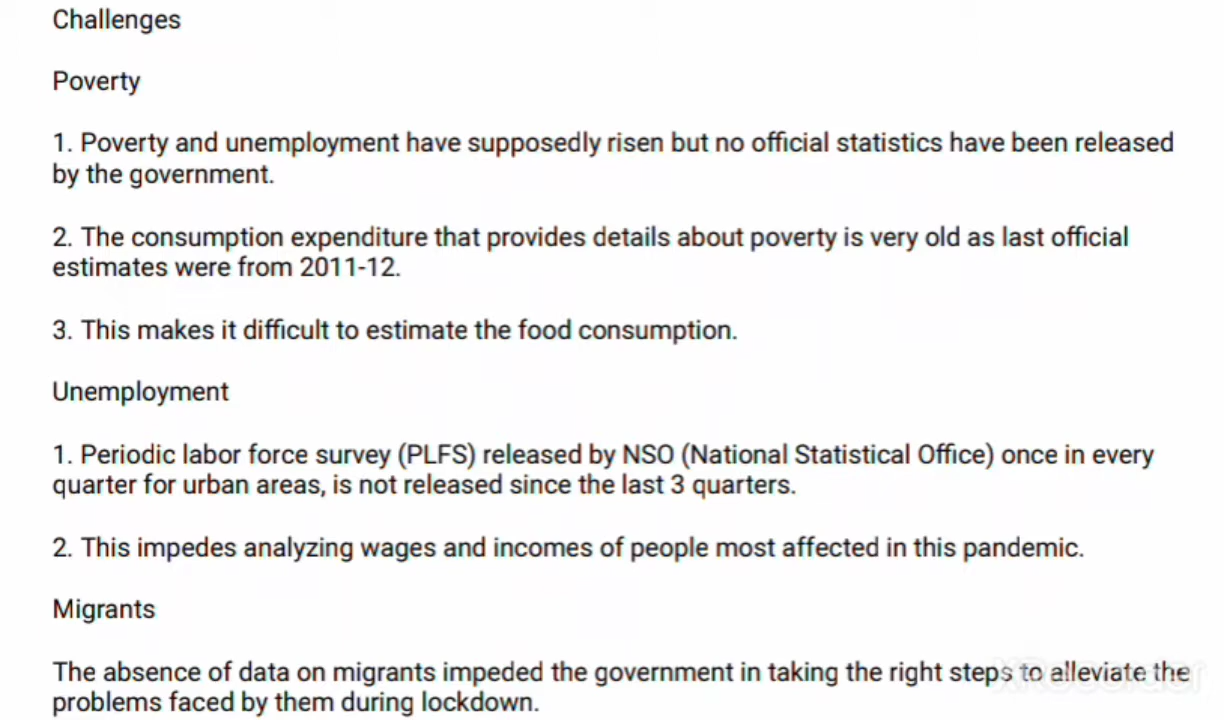 Challenges
Poverty
1. Poverty and unemployment have supposedly risen but no official statistics have been released
by the government.
2. The consumption expenditure that provides details about poverty is very old as last official
estimates were from 2011-12.
3. This makes it difficult to estimate the food consumption.
Unemployment
1. Periodic labor force survey (PLFS) released by NSO (National Statistical Office) once in every
quarter for urban areas, is not released since the last 3 quarters.
2. This impedes analyzing wages and incomes of people most affected in this pandemic.
Migrants
The absence of data on migrants impeded the government in taking the right steps to alleviate the
problems faced by them during lockdown.
XRecorder